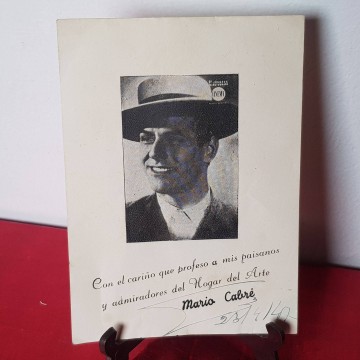 Con el cariño que profeso a mis paisanos
y admiradores del Hogar del Arte
Mario Cabré